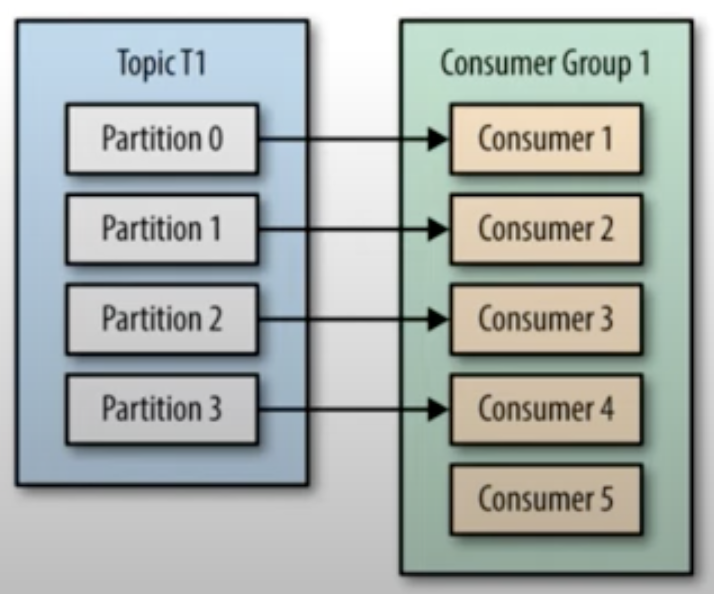 Topic T1
Partition 0
Partition 1
Partition 2
Partition 3
Consumer Group 1
Consumer 1
Consumer 2
Consumer 3
Consumer 4
Consumer 5